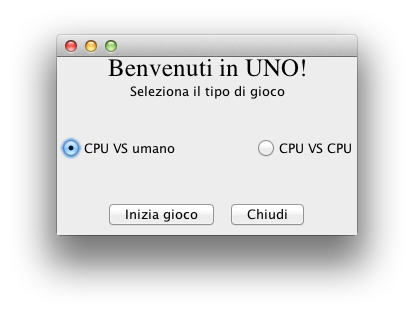 Benvenuti in UNO!
Seleziona il tipo di gioco
CPU VS umano
CPU VS CPU
Inizia gioco
Chiudi